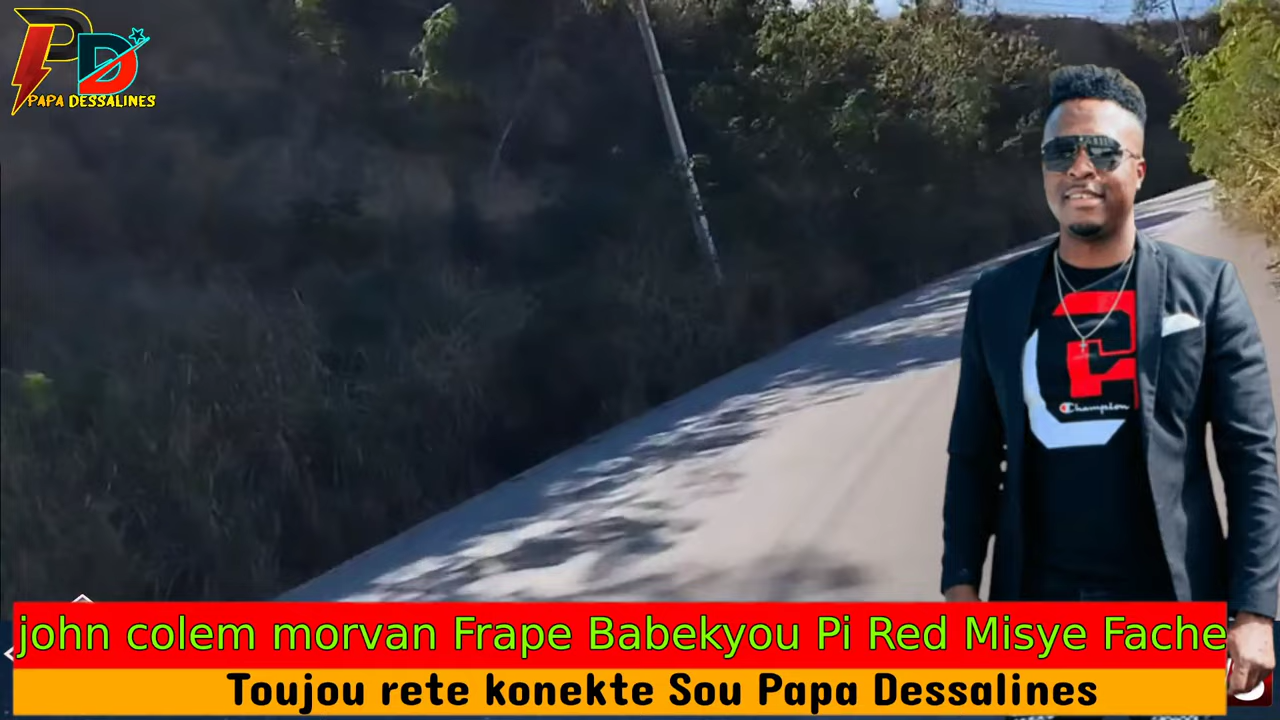 PD
PAPA DESSALINES
Champion
john colem morvan Frape Babekyou Pi Red Misye Fache
Toujou rete konekte Sou Papa Dessalines